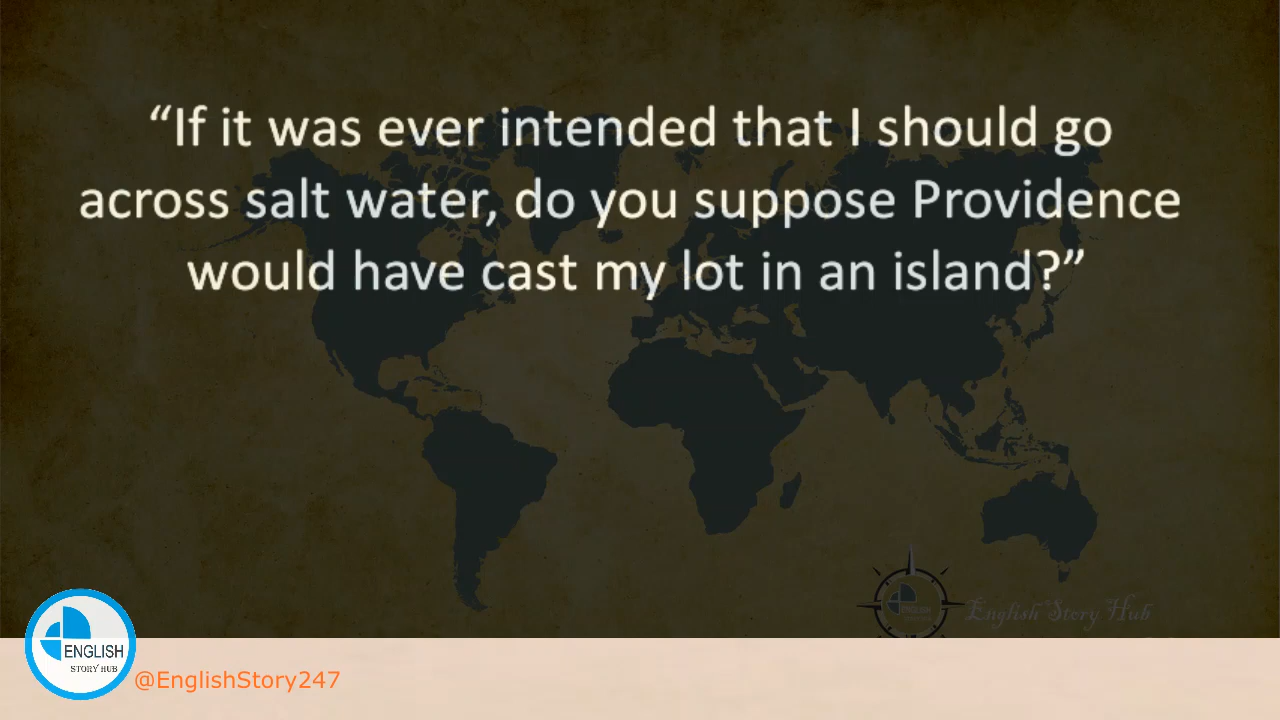 “If it was ever intended that I should go
across salt water, do you suppose Providence
would have cast my lot in an island?”
ENGLISH
English Story Hub
ENGLISH
STORY HUB
@EnglishStory247